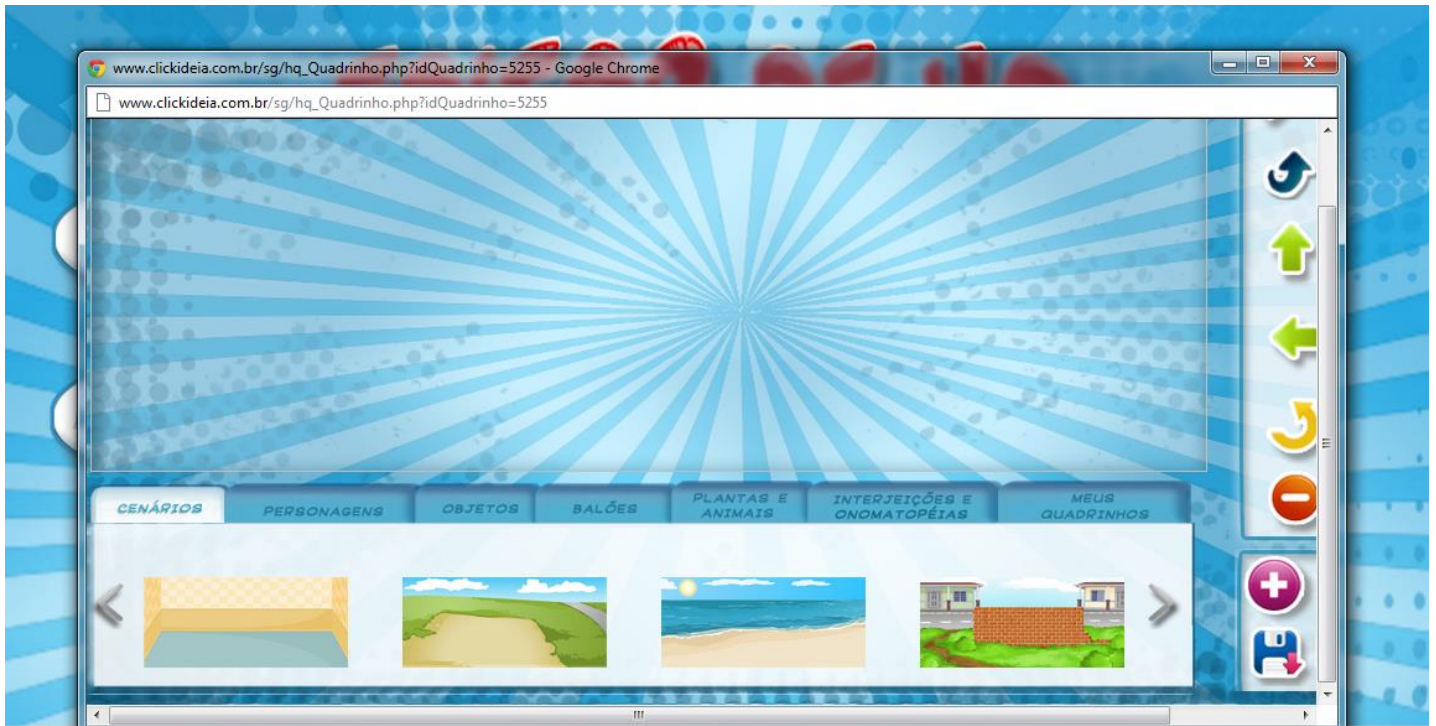 www.clickideia.com.br/sg/hq_Quadrinho.php?idQuadrinho=5255 - Google Chrome
www.clickideia.com.br/sg/hq_Quadrinho.php?idQuadrinho=5255
CENÁRIOS
PERSONAGENS
OBJETOS
BALÕES
PLANTAS E
ANIMAIS
INTERJEIÇÕES E
ONOMATOPÉIAS
MEUS
QUADRINHOS